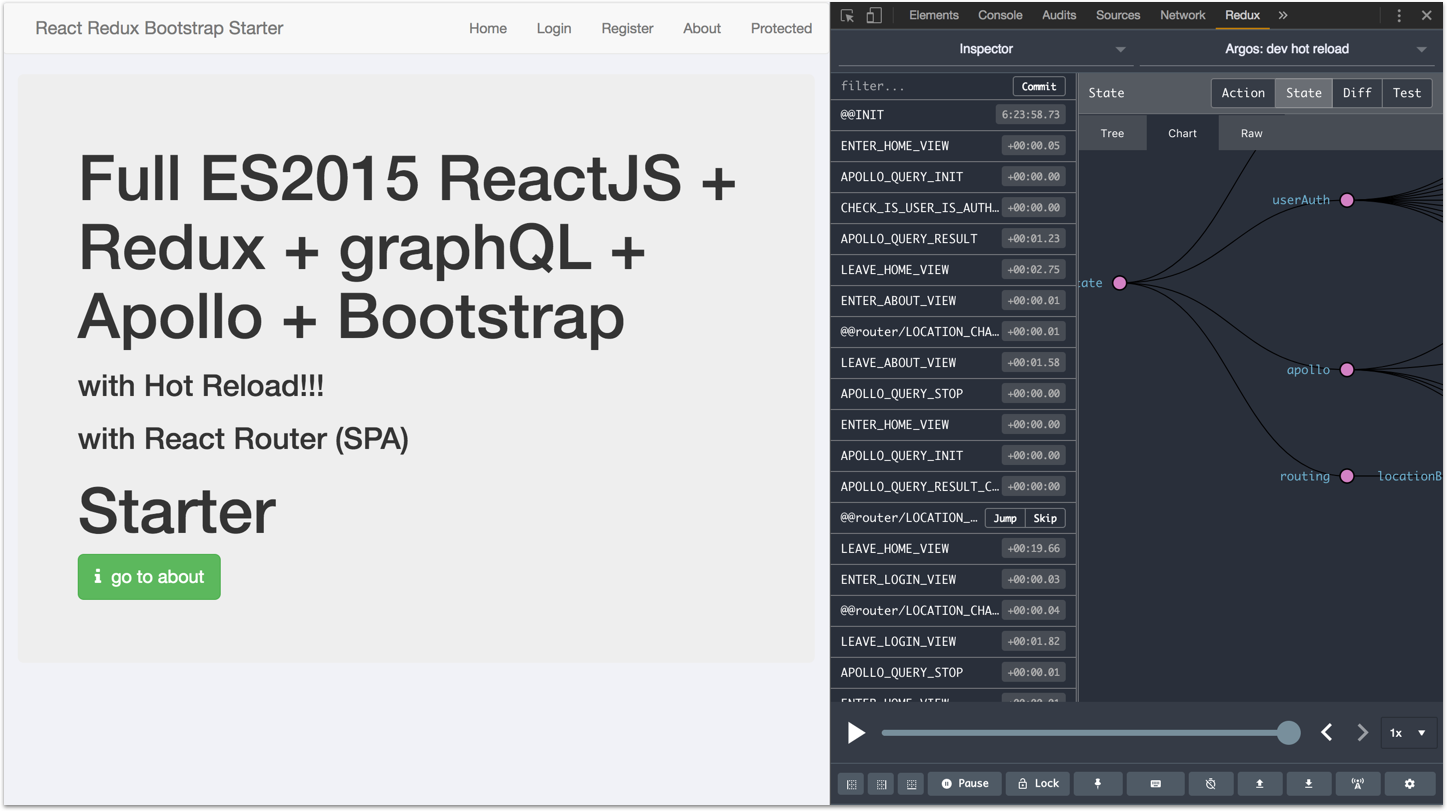 React Redux Bootstrap Starter
Home
Login
Register
About
Protected
Full ES2015 ReactJS +
Redux + graphQL +
Apollo + Bootstrap
with Hot Reload!!!
with React Router (SPA)
Starter
go to about
Elements
Console
Audits
Sources
Network
Redux
Inspector
Argos: dev hot reload
filter...
Commit
@@INIT 6:23:58.73
ENTER_HOME_VIEW +00:00.05
APOLLO_QUERY_INIT +00:00.00
CHECK_IS_USER_IS_AUTH… +00:00.00
APOLLO_QUERY_RESULT +00:01.23
LEAVE_HOME_VIEW +00:02.75
ENTER_ABOUT_VIEW +00:00.01
@@router/LOCATION_CHA… +00:00.01
LEAVE_ABOUT_VIEW +00:01.58
APOLLO_QUERY_STOP +00:00.00
ENTER_HOME_VIEW +00:00.00
APOLLO_QUERY_INIT +00:00.00
APOLLO_QUERY_RESULT_C… +00:00:00
@@router/LOCATION_… Jump Skip
LEAVE_HOME_VIEW +00:19.66
ENTER_LOGIN_VIEW +00:00.03
@@router/LOCATION_CHA… +00:00.04
LEAVE_LOGIN_VIEW +00:01.82
APOLLO_QUERY_STOP +00:00.01
ENTER_HOME_VIEW +00:00.01
State
Action
State
Diff
Test
Tree
Chart
Raw
userAuth
ate
apollo
routing
locationB
1x
Pause
Lock